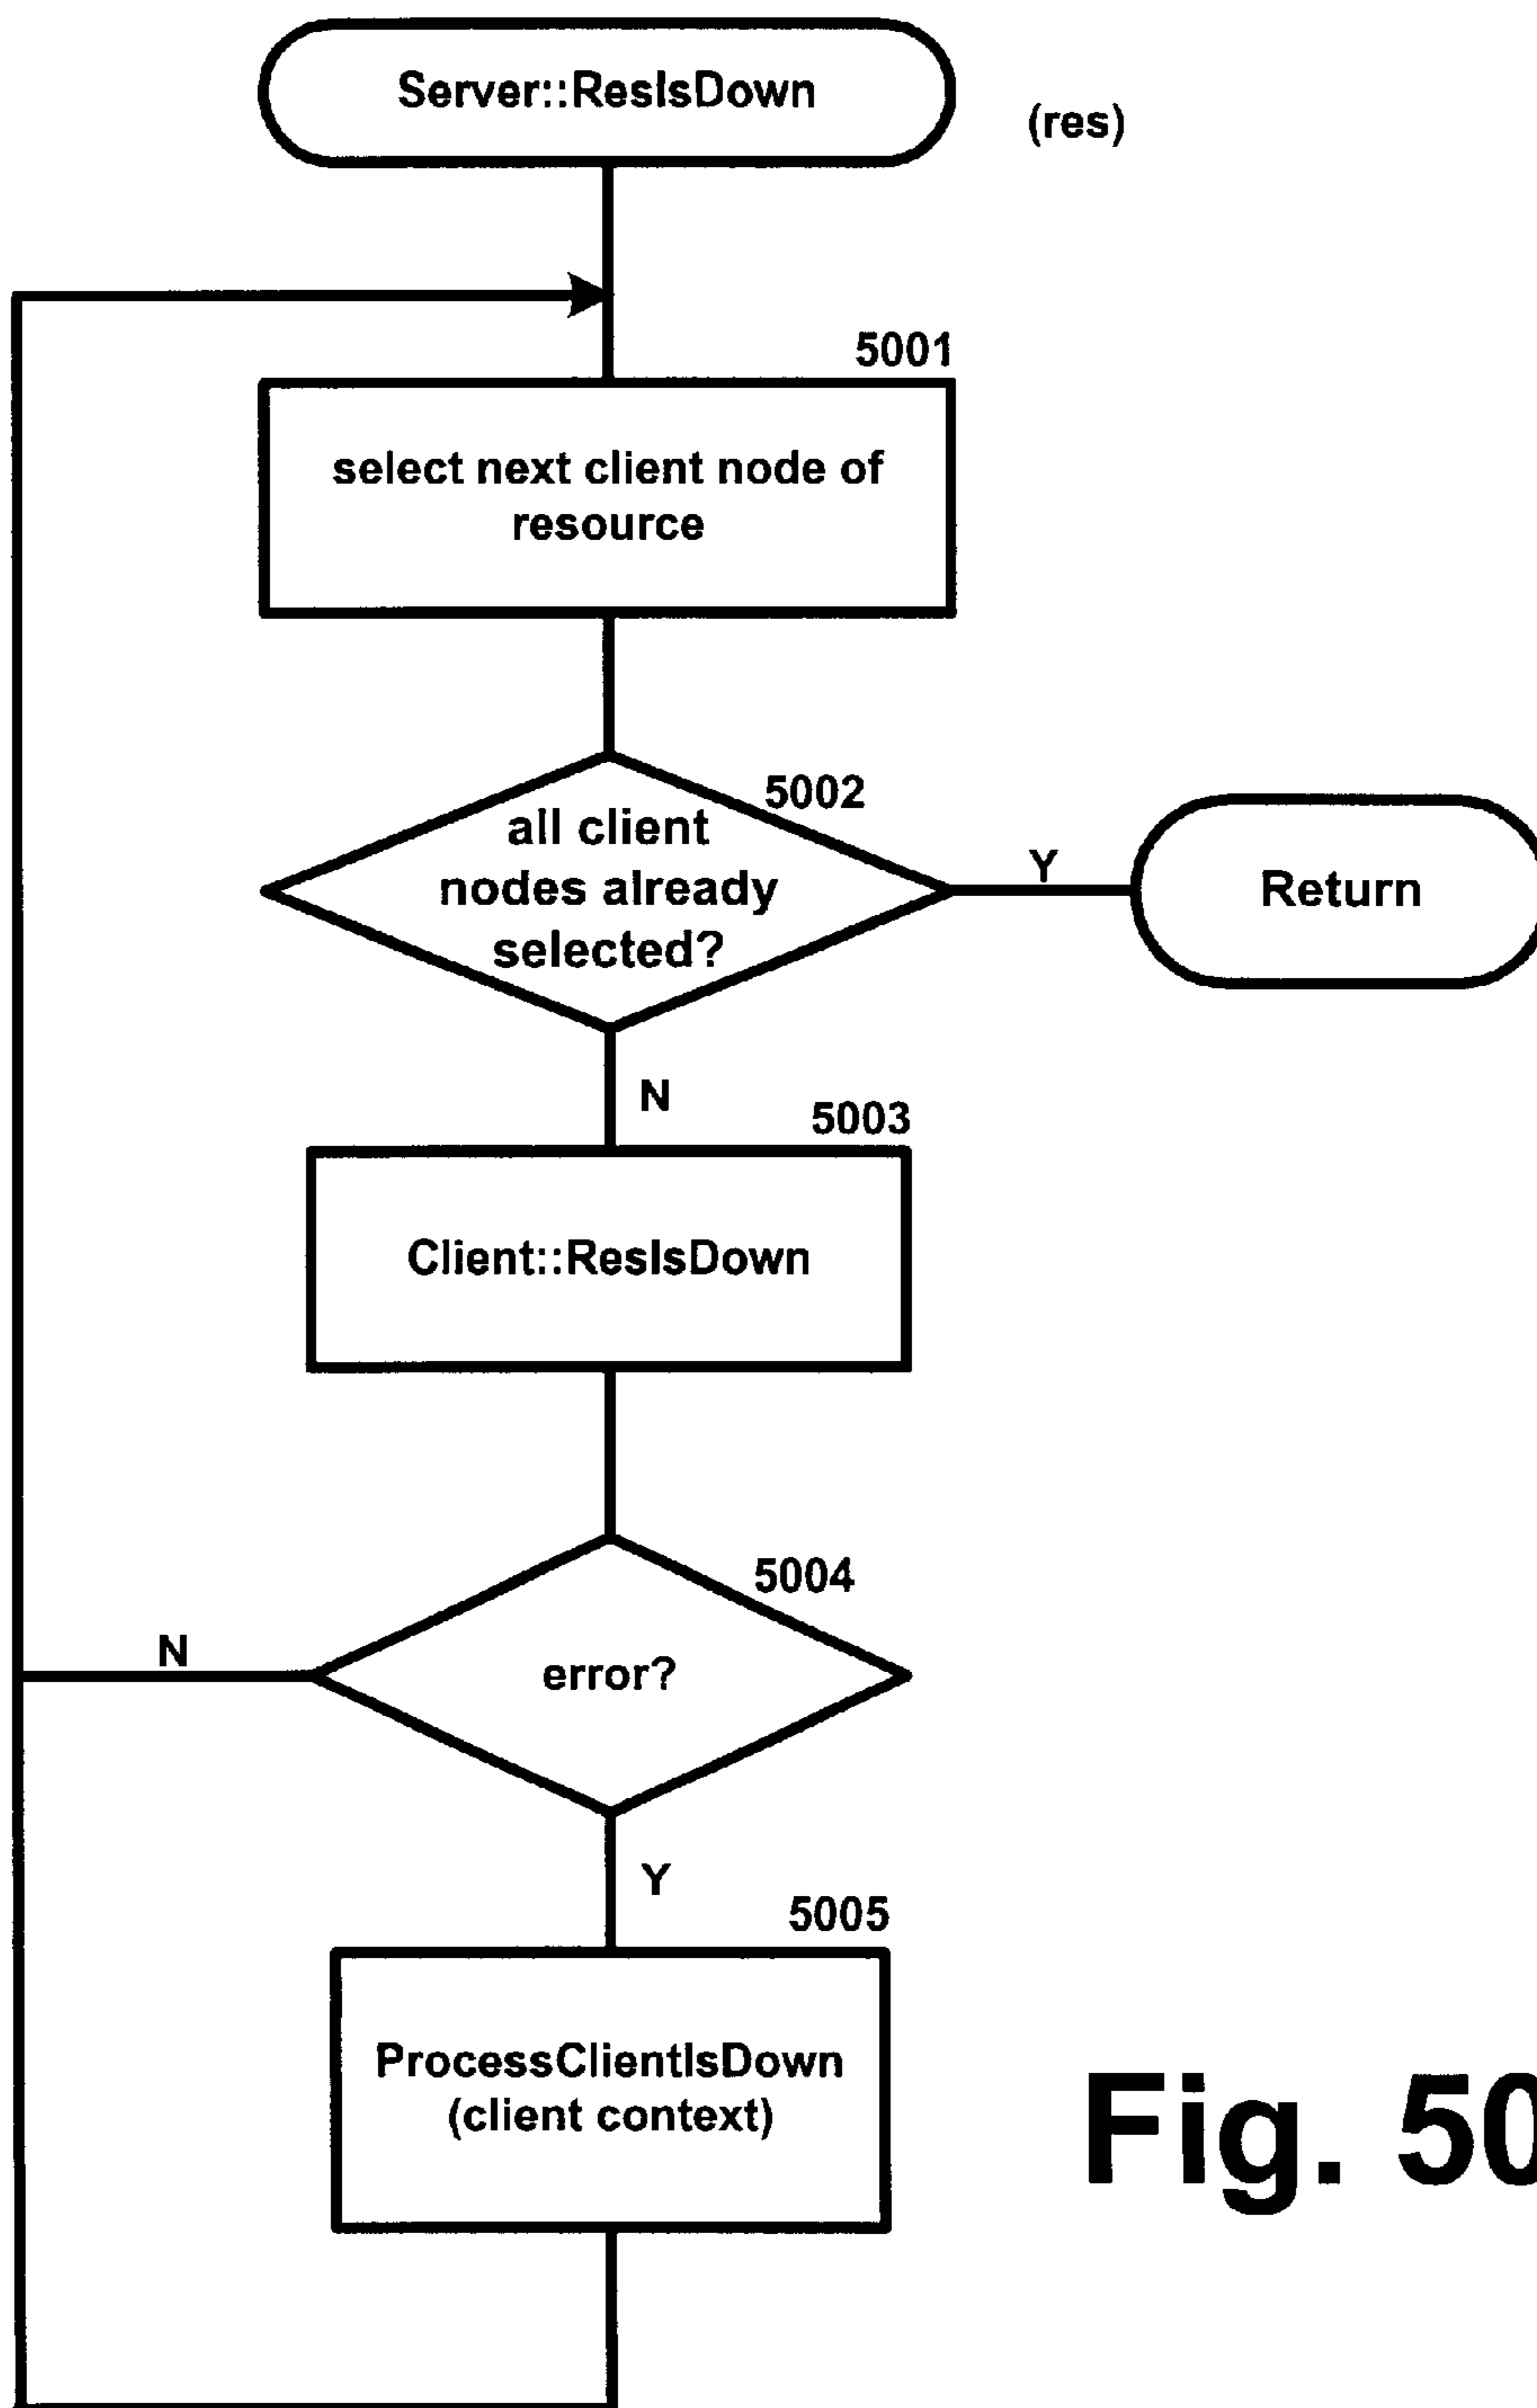 Server::ResIsDown
(res)
5001
select next client node of
resource
5002
all client
nodes already
selected?
Y
Return
N
5003
Client::ResIsDown
5004
N
error?
Y
5005
ProcessClientIsDown
(client context)
Fig. 50